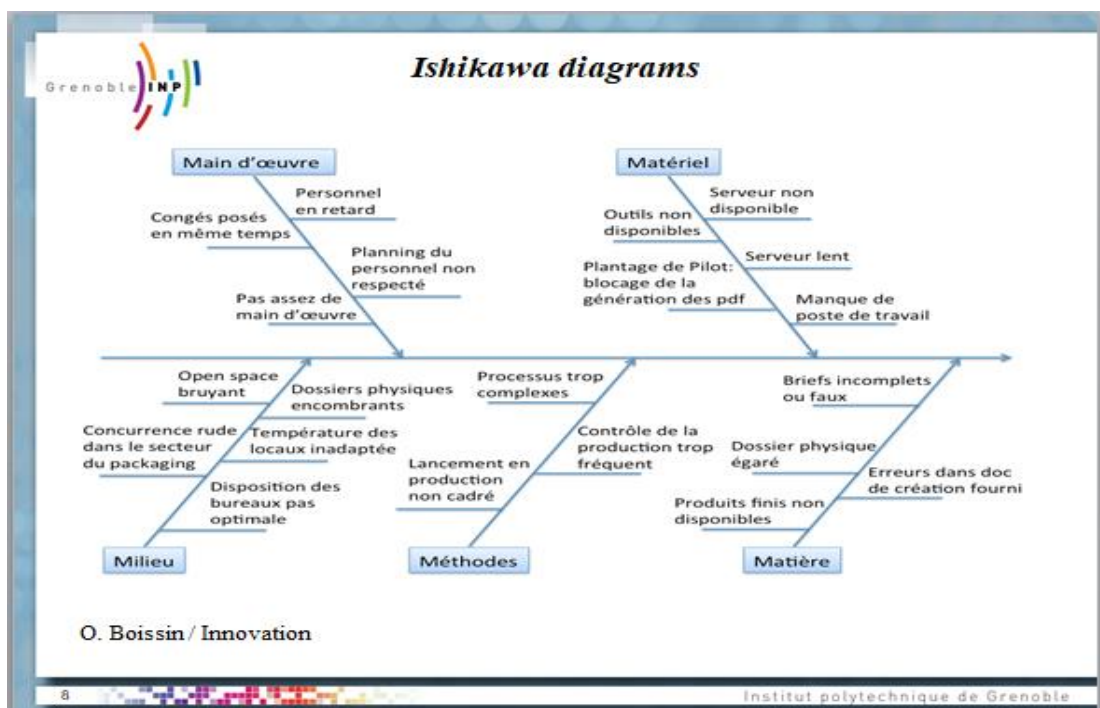 Grenoble INP
Ishikawa diagrams
Main d'œuvre
Personnel
en retard
Congés posés
en même temps
Planning du
personnel non
respecté
Pas assez de
main d'œuvre
Matériel
Serveur non
disponible
Outils non
disponibles
Serveur lent
Plantage de Pilot:
blocage de la
génération des pdf
Manque de
poste de travail
Open space
bruyant
Dossiers physiques
encombrants
Concurrence rude
dans le secteur
du packaging
Température des
locaux inadaptée
Disposition des
bureaux pas
optimale
Milieu
Processus trop
complexes
Contrôle de la
production trop
fréquent
Lancement en
production
non cadré
Méthodes
Briefs incomplets
ou faux
Dossier physique
égaré
Erreurs dans doc
de création fourni
Produits finis non
disponibles
Matière
O. Boissin / Innovation
8
Institut polytechnique de Grenoble